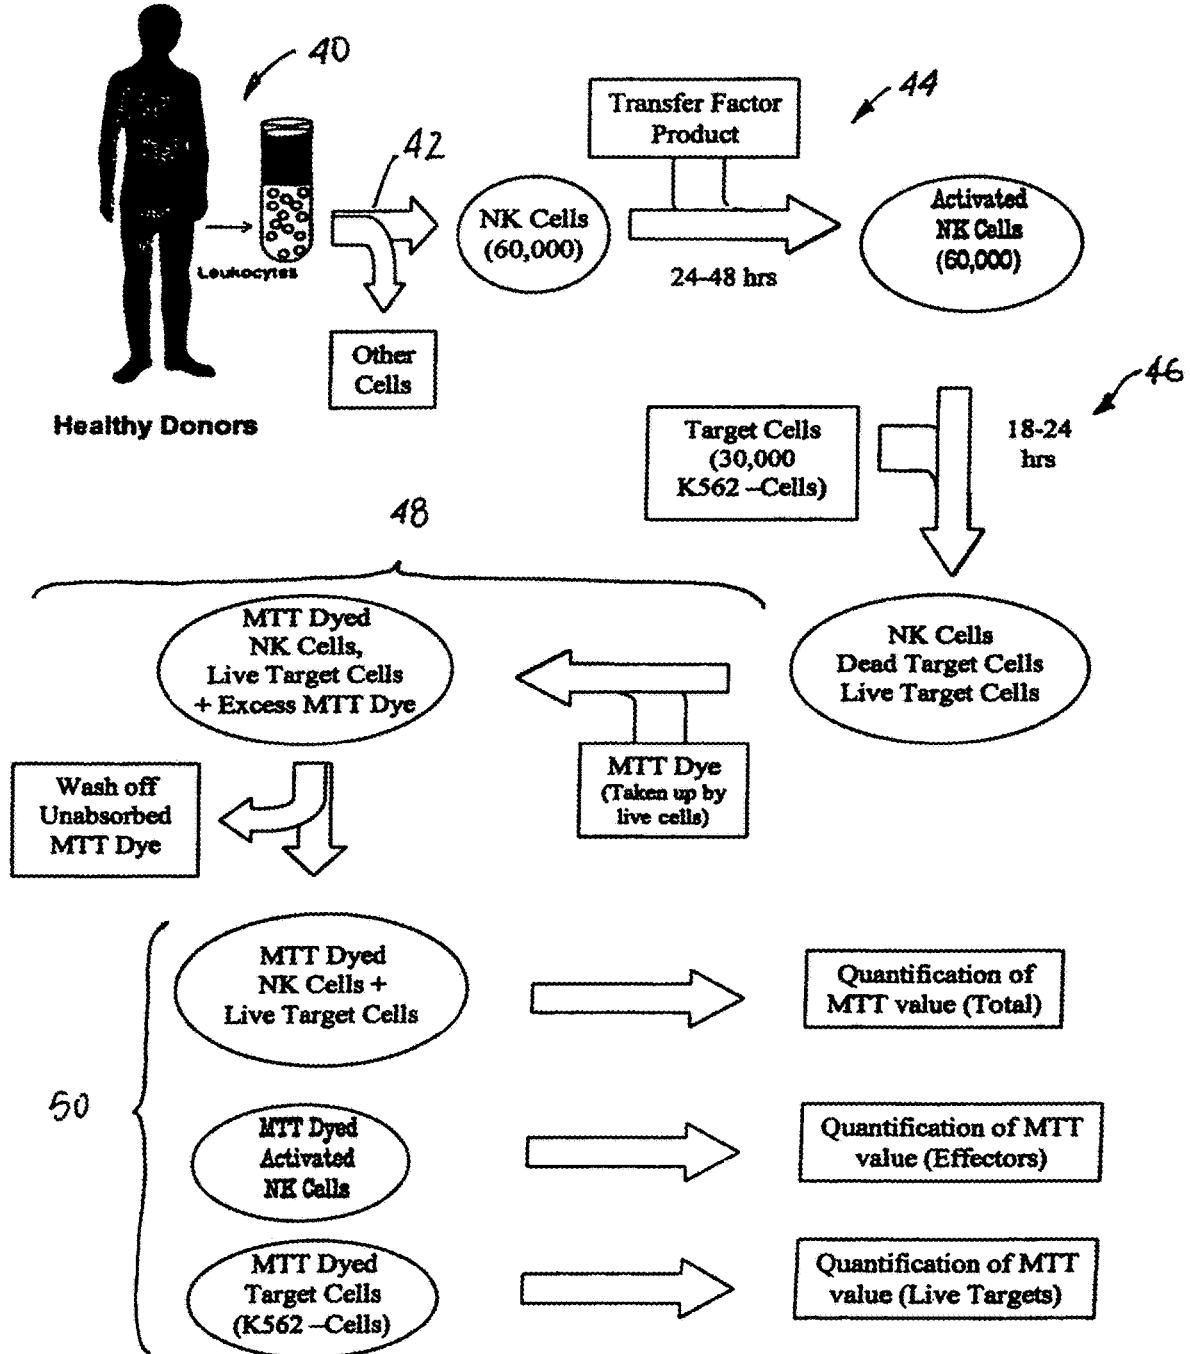 40
44
Transfer Factor
Product
42
NK Cells
(60,000)
Activated
NK Cells
(60,000)
Leukocytes
24-48 hrs
Other
Cells
Healthy Donors
46
Target Cells
(30,000
K562 –Cells)
18-24
hrs
48
MTT Dyed
NK Cells,
Live Target Cells
+ Excess MTT Dye
NK Cells
Dead Target Cells
Live Target Cells
MTT Dye
(Taken up by
live cells)
Wash off
Unabsorbed
MTT Dye
50
MTT Dyed
NK Cells +
Live Target Cells
Quantification of
MTT value (Total)
MTT Dyed
Activated
NK Cells
Quantification of MTT
value (Effectors)
MTT Dyed
Target Cells
(K562 –Cells)
Quantification of MTT
value (Live Targets)